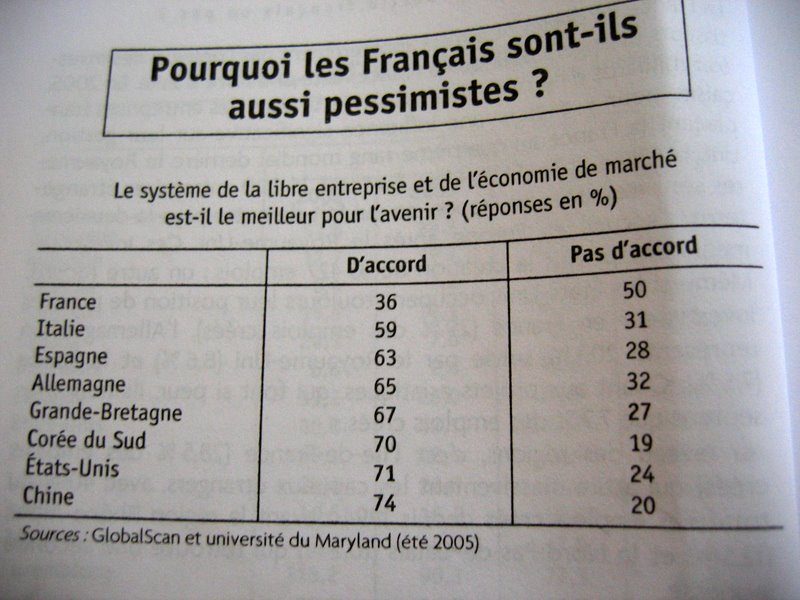 Pourquoi les Français sont-ils
aussi pessimistes ?
Le système de la libre entreprise et de l'économie de marché
est-il le meilleur pour l'avenir ? (réponses en %)
D'accord Pas d'accord
France 36 50
Italie 59 31
Espagne 63 28
Allemagne 65 32
Grande-Bretagne 67 27
Corée du Sud 70 19
États-Unis 71 24
Chine 74 20
Sources : GlobalScan et université du Maryland (été 2005)